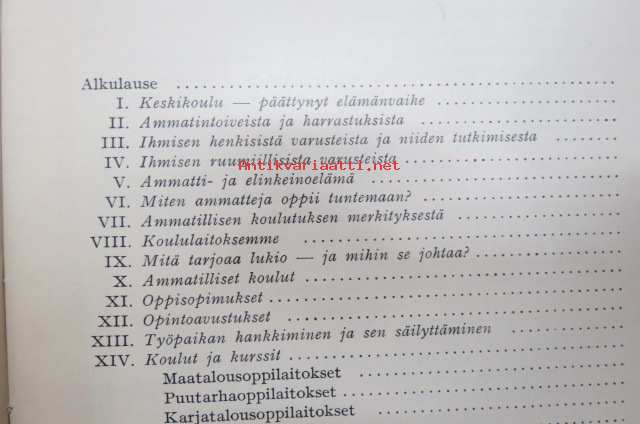 Alkulause
I. Keskikoulu — päättynyt elämänvaihe
II. Ammatintoiveista ja harrastuksista
III. Ihmisen henkisistä varusteista ja niiden tutkimisesta
IV. Ihmisen ruumiillisista varusteista
Antikvariaatti.net
V. Ammatti- ja elinkeinoelämä
VI. Miten ammatteja oppii tuntemaan?
VII. Ammatillisen koulutuksen merkityksestä
VIII. Koululaitoksemme
IX. Mitä tarjoaa lukio — ja mihin se johtaa?
X. Ammatilliset koulut
XI. Oppisopimukset
XII. Opintoavustukset
XIII. Työpaikan hankkiminen ja sen säilyttäminen
XIV. Koulut ja kurssit
Maatalousoppilaitokset
Puutarhaoppilaitokset
Karjatalousoppilaitokset